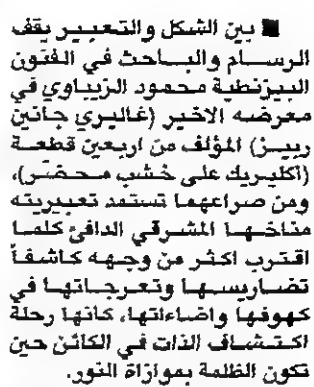 ■ بين الشكل والتعبير يقف
الرسام والباحث في الفنون
البيزنطية محمود الزيباوي في
معرضه الاخير (غاليري جانين
ربيز) المؤلف من اربعين قطعة
(اكليريك على خشب محضّر)،
ومن صراعهما تستمد تعبيريته
مناخها المشرقي الدافئ كلما
اقترب اكثر من وجهه كاشفاً
تضاريسها وتعرجاتها في
كهوفها واضاءاتها، كانها رحلة
اكتشاف الذات في الكائن حين
تكون الظلمة بموازاة النور.